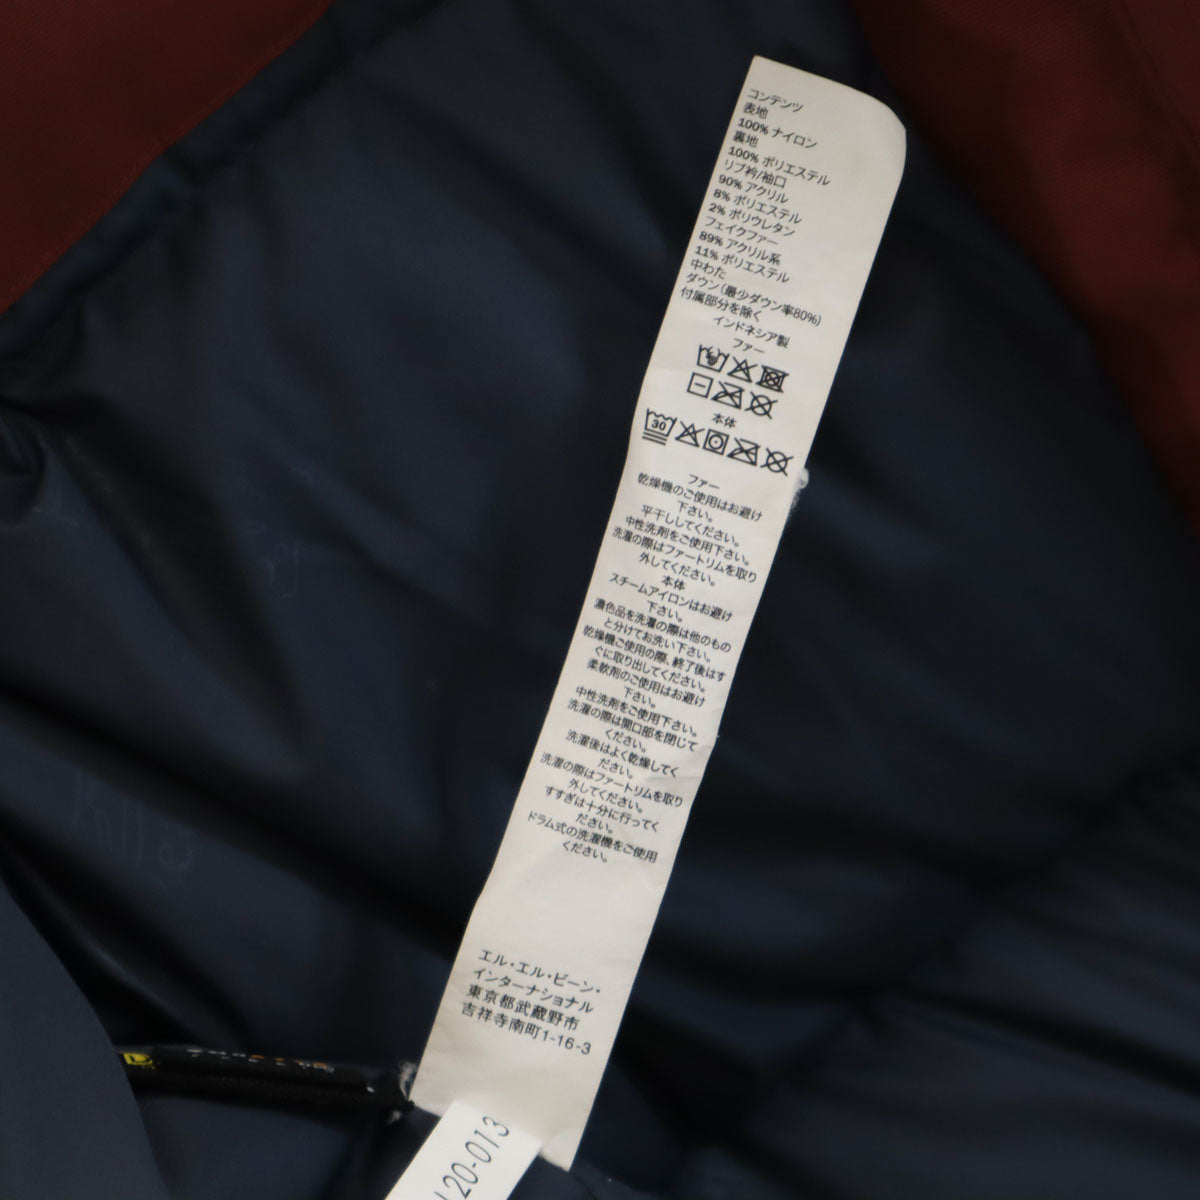 コンテンツ
表地
100% ナイロン
裏地
100% ポリエステル
リブ衿/袖口
90% アクリル
8% ポリエステル
2% ポリウレタン
フェイクファー
89% アクリル系
11% ポリエステル
中わた
ダウン(最少ダウン率80%)
付属部分を除く
インドネシア製
ファー
本体
30
ファー
乾燥機のご使用はお避け
下さい。
平干ししてください。
中性洗剤をご使用下さい。
洗濯の際はファートリムを取り
外してください。
本体
スチームアイロンはお避け
下さい。
濃色品を洗濯の際は他のもの
と分けてお洗い下さい。
乾燥機ご使用の際、終了後はす
ぐに取り出してください。
柔軟剤のご使用はお避け
下さい。
中性洗剤をご使用下さい。
洗濯の際は開口部を閉じて
ください。
洗濯後はよく乾燥してく
ださい。
洗濯の際はファートリムを取り
外してください。
すすぎは十分に行ってく
ださい。
ドラム式の洗濯機をご使用
ください。
エル・エル・ビーン・
インターナショナル
東京都武蔵野市
吉祥寺南町1-16-3
120-013